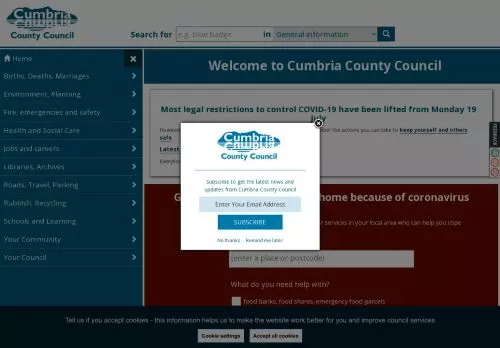 Cumbria
County Council
Search for e.g. blue badge in General information
Home
Births, Deaths, Marriages
Environment, Planning
Fire, emergencies and safety
Health and Social Care
Jobs and careers
Libraries, Archives
Roads, Travel, Parking
Rubbish, Recycling
Schools and Learning
Your Community
Your Council
Welcome to Cumbria County Council
Most legal restrictions to control COVID-19 have been lifted from Monday 19
July
However
the actions you can take to keep yourself and others
safe
Latest
Everyone
FEEDBACK
home because of coronavirus
services in your local area who can help you cope
(enter a place or postcode)
What do you need help with?
food banks, food shares, emergency food parcels
Cumbria
County Council
Subscribe to get the latest news and
updates from Cumbria County Council
Enter Your Email Address
SUBSCRIBE
No thanks Remind me later
Tell us if you accept cookies - this information helps us to make the website work better for you and improve council services
Cookie settings Accept all cookies